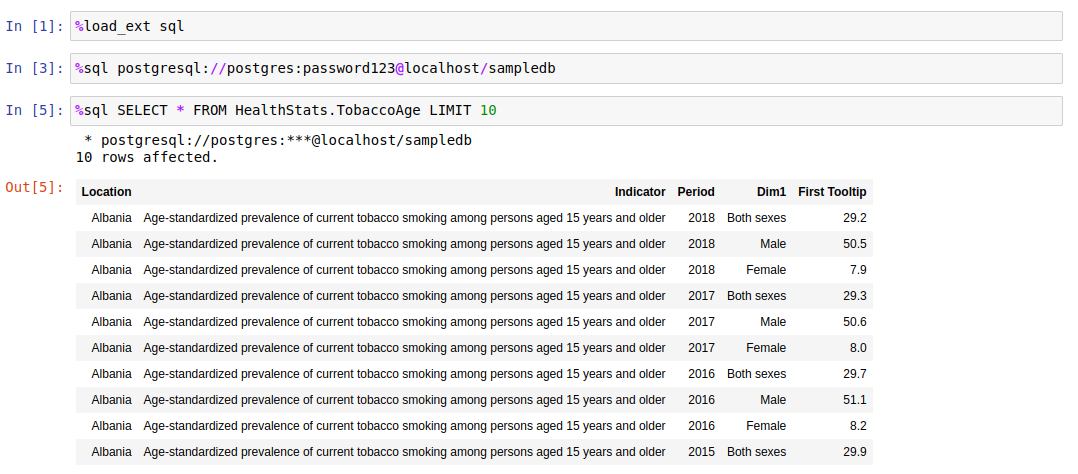 In [1]: %load_ext sql
In [3]: %sql postgresql://postgres:password123@localhost/sampledb
In [5]: %sql SELECT * FROM HealthStats.TobaccoAge LIMIT 10
* postgresql://postgres:***@localhost/sampledb
10 rows affected.
Out[5]:
Location Indicator Period Dim1 First Tooltip
Albania Age-standardized prevalence of current tobacco smoking among persons aged 15 years and older 2018 Both sexes 29.2
Albania Age-standardized prevalence of current tobacco smoking among persons aged 15 years and older 2018 Male 50.5
Albania Age-standardized prevalence of current tobacco smoking among persons aged 15 years and older 2018 Female 7.9
Albania Age-standardized prevalence of current tobacco smoking among persons aged 15 years and older 2017 Both sexes 29.3
Albania Age-standardized prevalence of current tobacco smoking among persons aged 15 years and older 2017 Male 50.6
Albania Age-standardized prevalence of current tobacco smoking among persons aged 15 years and older 2017 Female 8.0
Albania Age-standardized prevalence of current tobacco smoking among persons aged 15 years and older 2016 Both sexes 29.7
Albania Age-standardized prevalence of current tobacco smoking among persons aged 15 years and older 2016 Male 51.1
Albania Age-standardized prevalence of current tobacco smoking among persons aged 15 years and older 2016 Female 8.2
Albania Age-standardized prevalence of current tobacco smoking among persons aged 15 years and older 2015 Both sexes 29.9